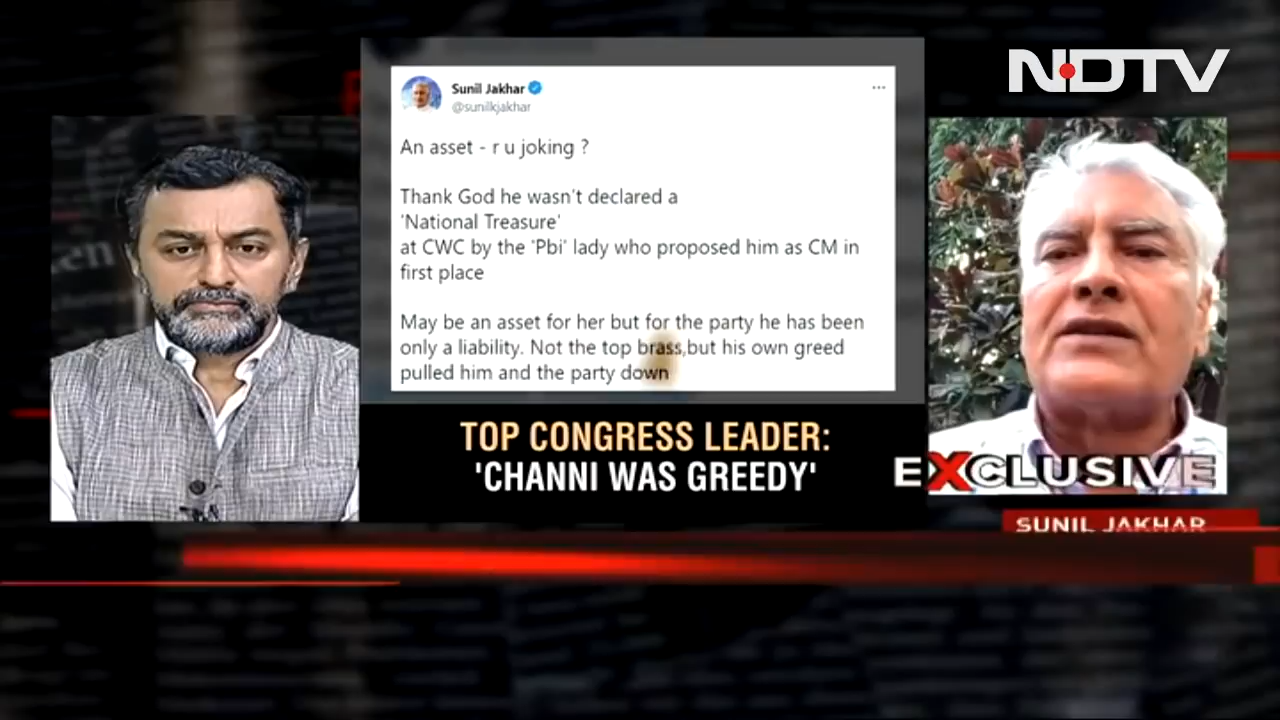 NDTV
Sunil Jakhar
@sunilkjakhar
An asset - r u joking ?
Thank God he wasn't declared a
'National Treasure'
at CWC by the 'Pbi' lady who proposed him as CM in
first place
May be an asset for her but for the party he has been
only a liability. Not the top brass,but his own greed
pulled him and the party down
TOP CONGRESS LEADER:
'CHANNI WAS GREEDY'
EXCLUSIVE
SUNIL JAKHAR